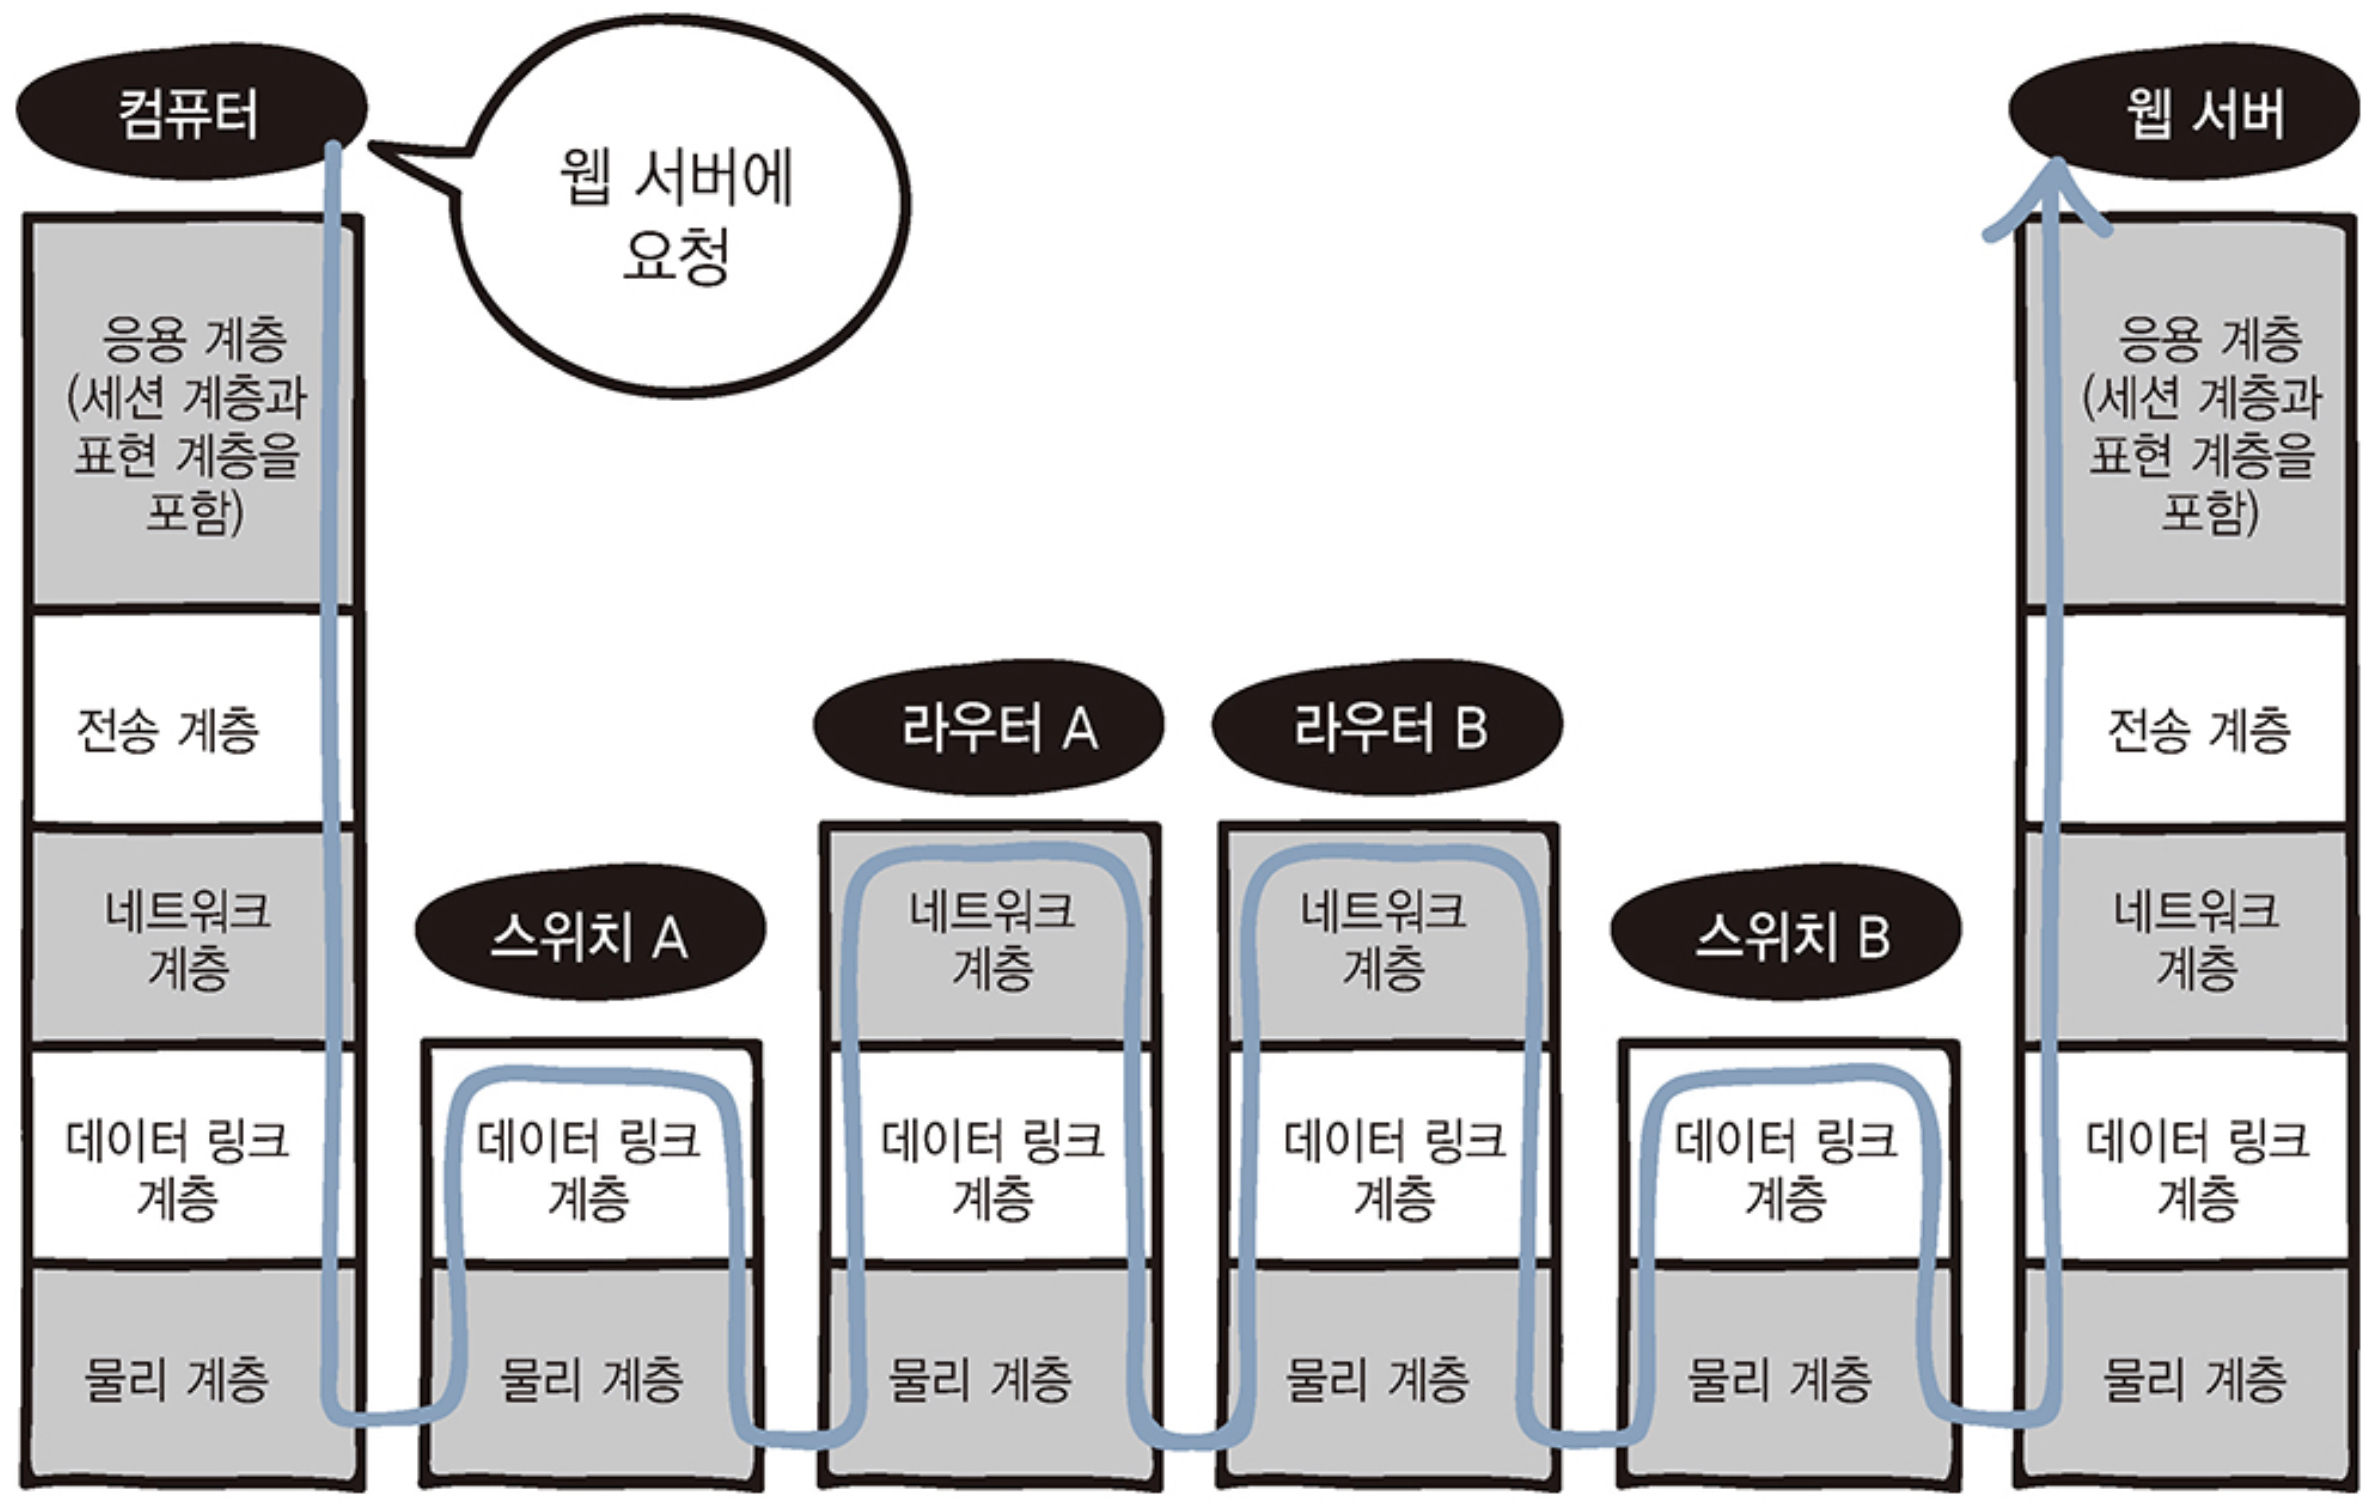 컴퓨터
웹 서버에
요청
웹 서버
응용 계층
(세션 계층과
표현 계층을
포함)
전송 계층
네트워크
계층
데이터 링크
계층
물리 계층
스위치 A
데이터 링크
계층
물리 계층
라우터 A
네트워크
계층
데이터 링크
계층
물리 계층
라우터 B
네트워크
계층
데이터 링크
계층
물리 계층
스위치 B
데이터 링크
계층
물리 계층
응용 계층
(세션 계층과
표현 계층을
포함)
전송 계층
네트워크
계층
데이터 링크
계층
물리 계층